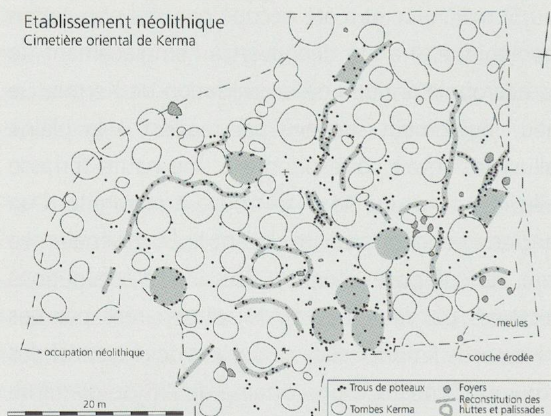 Etablissement néolithique
Cimetière oriental de Kerma
meules
occupation néolithique
couche érodée
20 m
Trous de poteaux
Foyers
Tombes Kerma
Reconstitution des
huttes et palissades